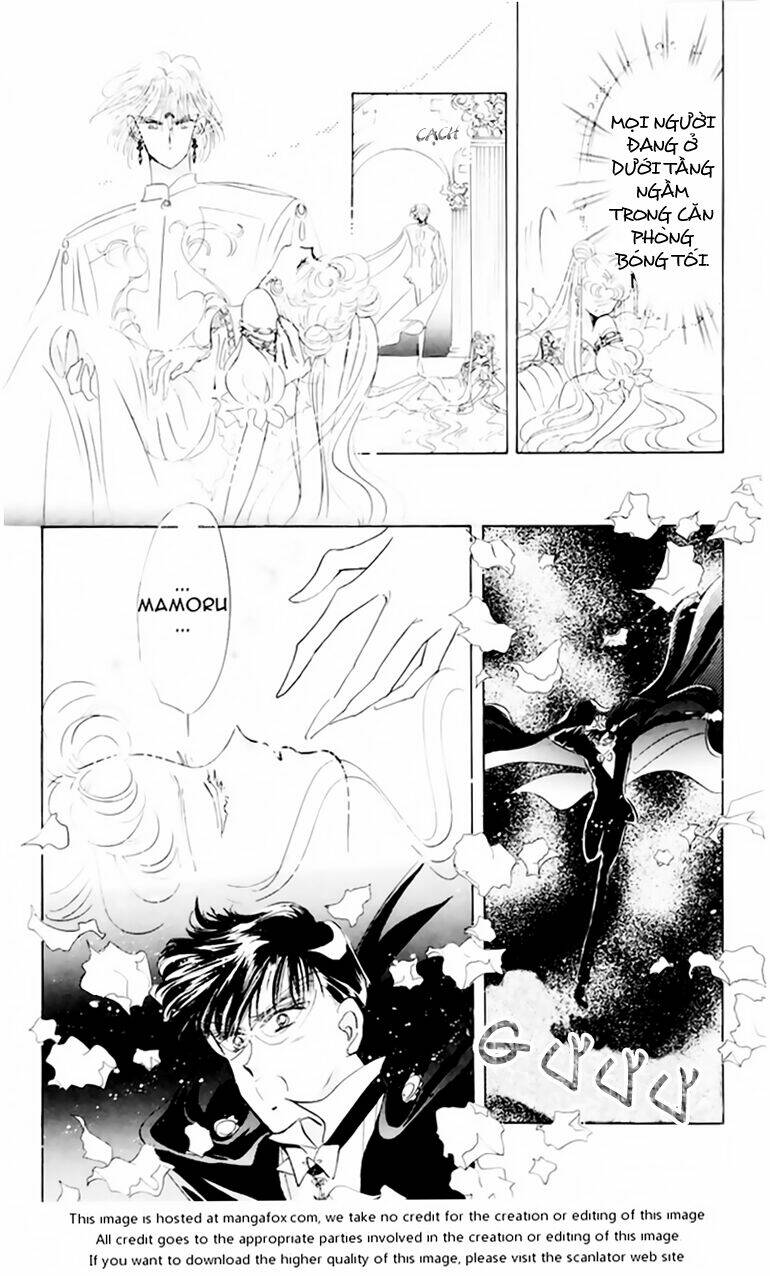 MỌI NGƯỜI
ĐANG Ở
DƯỚI TẦNG
NGẦM
TRONG CĂN
PHÒNG
BÓNG TỐI.
CẠCH
...
MAMORU
...
GỪỪỪ
This image is hosted at mangafox.com, we take no credit for the creation or editing of this image
All credit goes to the appropriate parties involved in the creation or editing of this image
If you want to download the higher quality of this image, please visit the scanlator web site